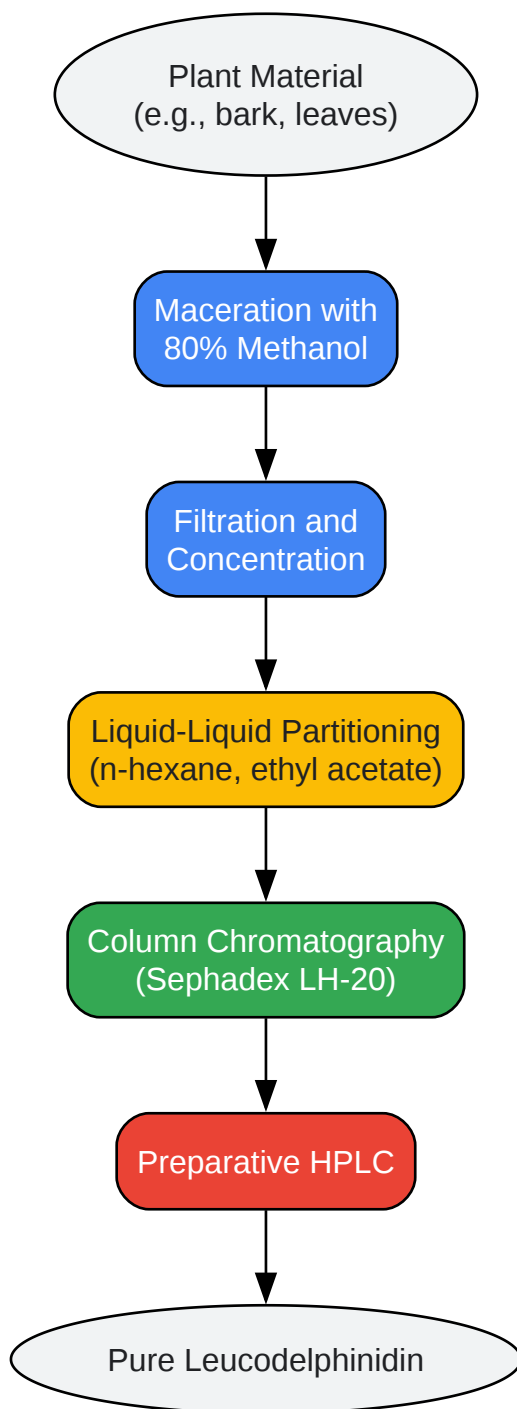 Plant Material
(e.g., bark, leaves)
Maceration with
80% Methanol
Filtration and
Concentration
Liquid-Liquid Partitioning
(n-hexane, ethyl acetate)
Column Chromatography
(Sephadex LH-20)
Preparative HPLC
Pure Leucodelphinidin